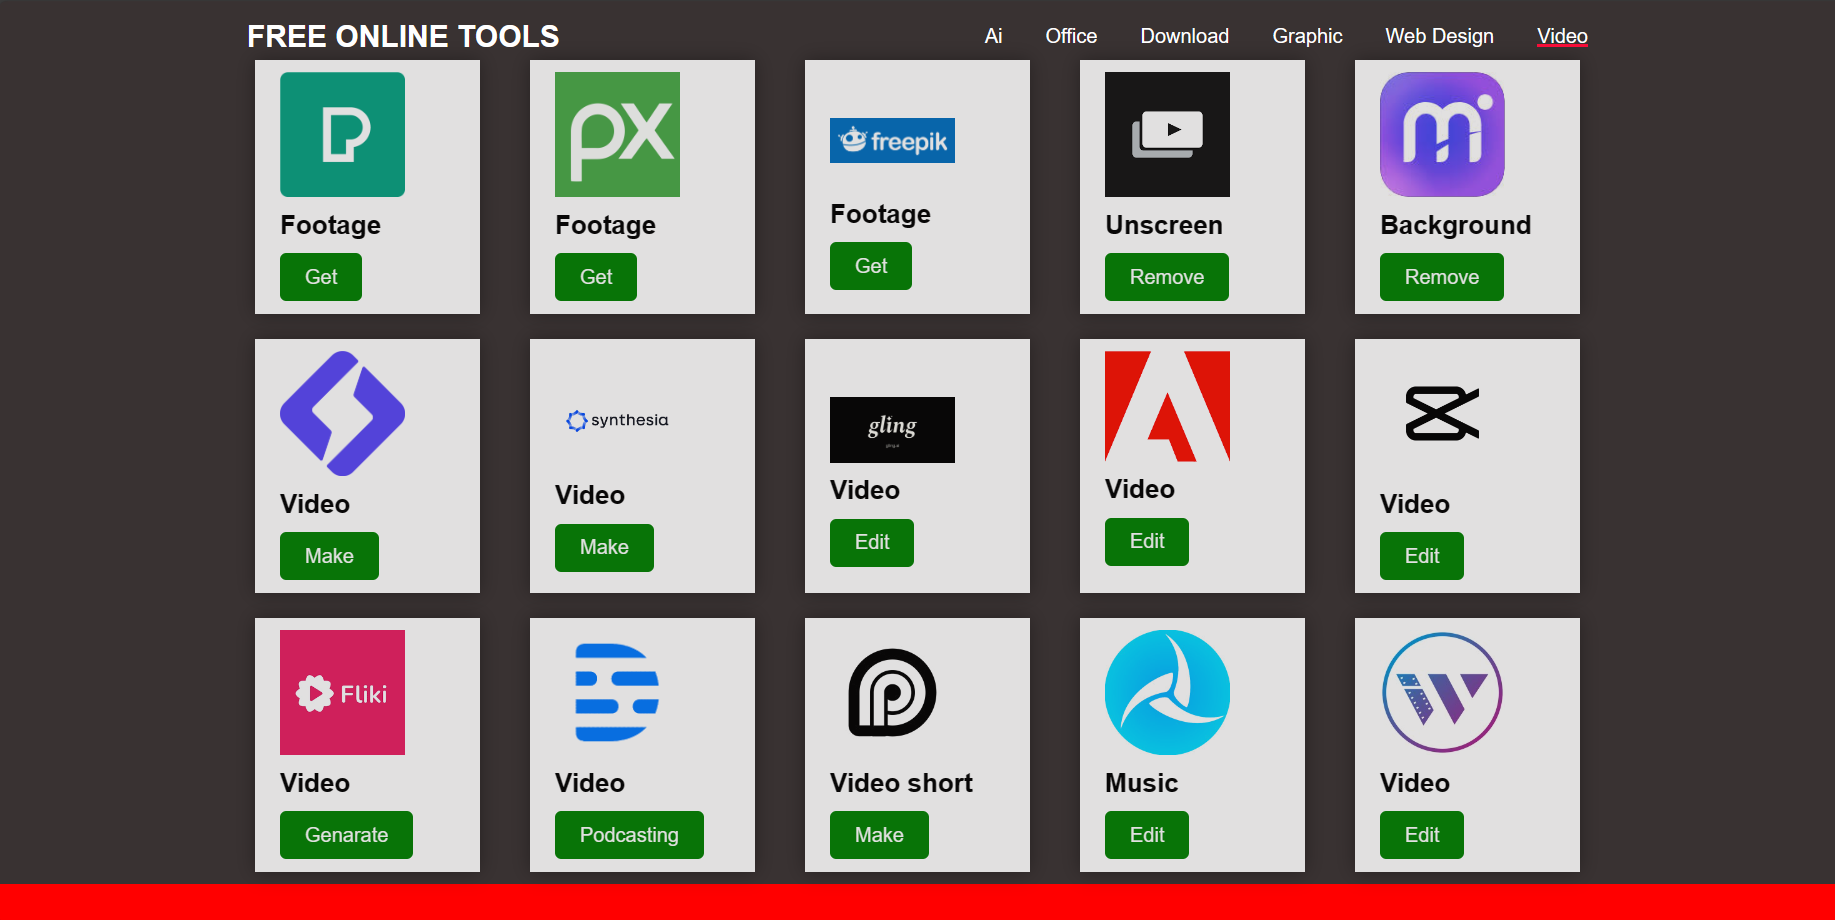 FREE ONLINE TOOLS
Ai Office Download Graphic Web Design Video
P
Footage
Get
px
Footage
Get
freepik
Footage
Get
Unscreen
Remove
m
Background
Remove
Video
Make
synthesia
Video
Make
gling
gling.ai
Video
Edit
Video
Edit
Video
Edit
Fliki
Video
Genarate
Video
Podcasting
Video short
Make
Music
Edit
Video
Edit